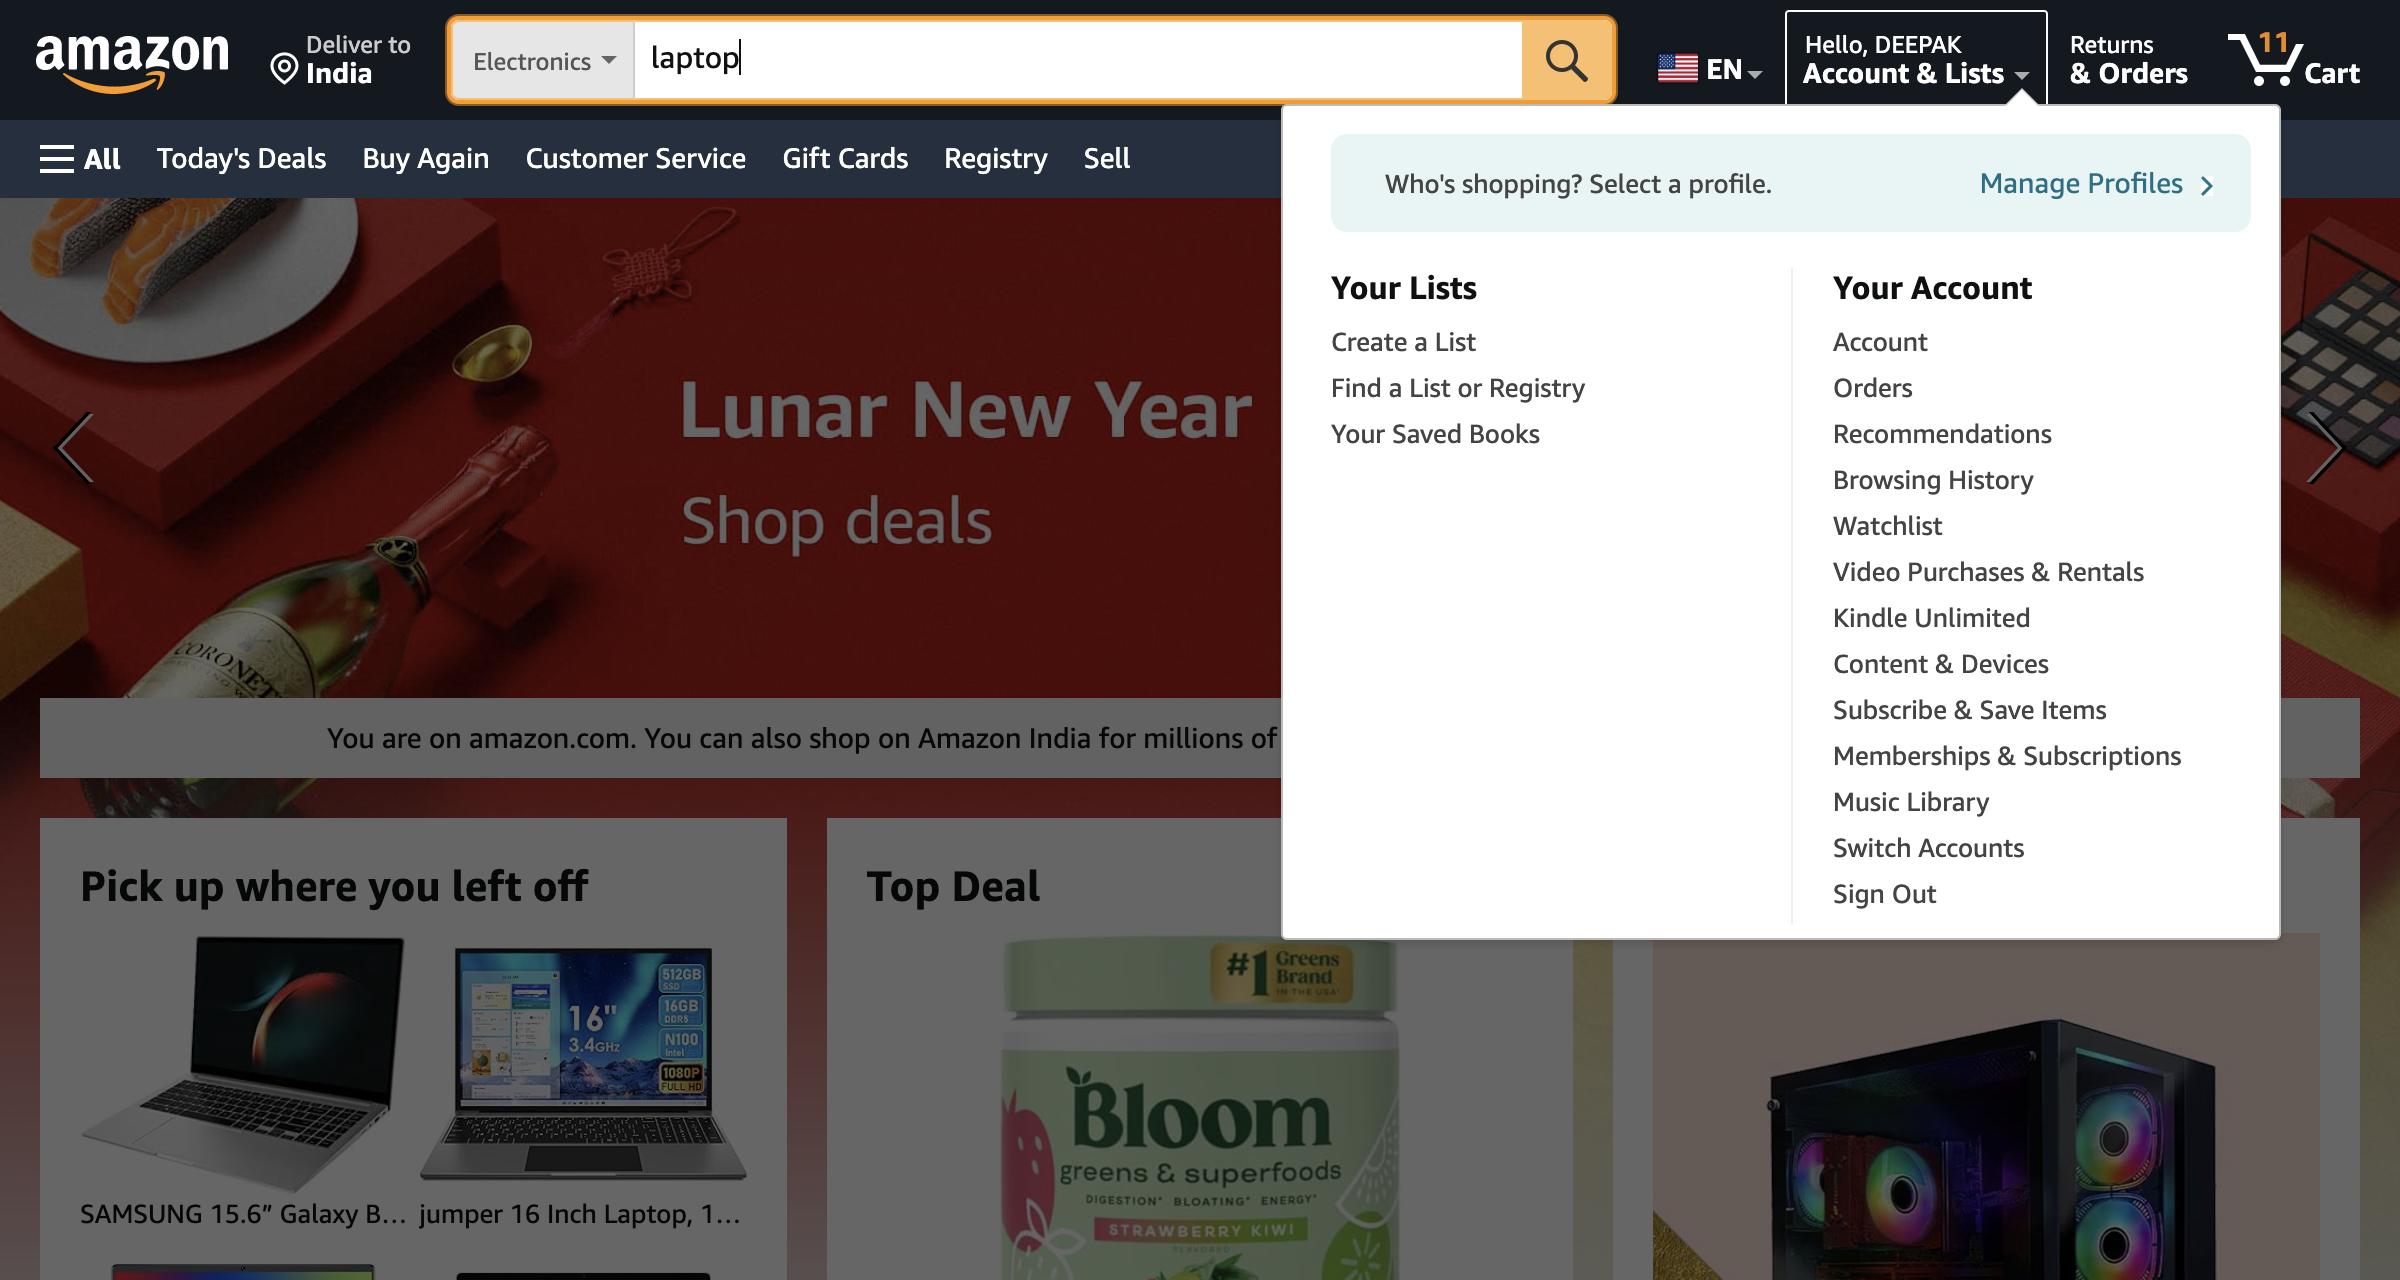 amazon
Deliver to
India
Electronics
laptop
EN
Hello, DEEPAK
Account & Lists
Returns
& Orders
11
Cart
All
Today's Deals
Buy Again
Customer Service
Gift Cards
Registry
Sell
Who's shopping? Select a profile.
Manage Profiles
Your Lists
Create a List
Find a List or Registry
Your Saved Books
Your Account
Account
Orders
Recommendations
Browsing History
Watchlist
Video Purchases & Rentals
Kindle Unlimited
Content & Devices
Subscribe & Save Items
Memberships & Subscriptions
Music Library
Switch Accounts
Sign Out
Lunar New Year
Shop deals
CORONET
You are on amazon.com. You can also shop on Amazon India for millions of
Pick up where you left off
16"
3.4GHz
512GB
SSD
16GB
DDR5
N100
Intel
1080P
FULL HD
SAMSUNG 15.6” Galaxy B...
jumper 16 Inch Laptop, 1...
Top Deal
#1 Greens
Brand
IN THE USA*
Bloom
greens & superfoods
DIGESTION* BLOATING* ENERGY*
STRAWBERRY KIWI
FLAVORED